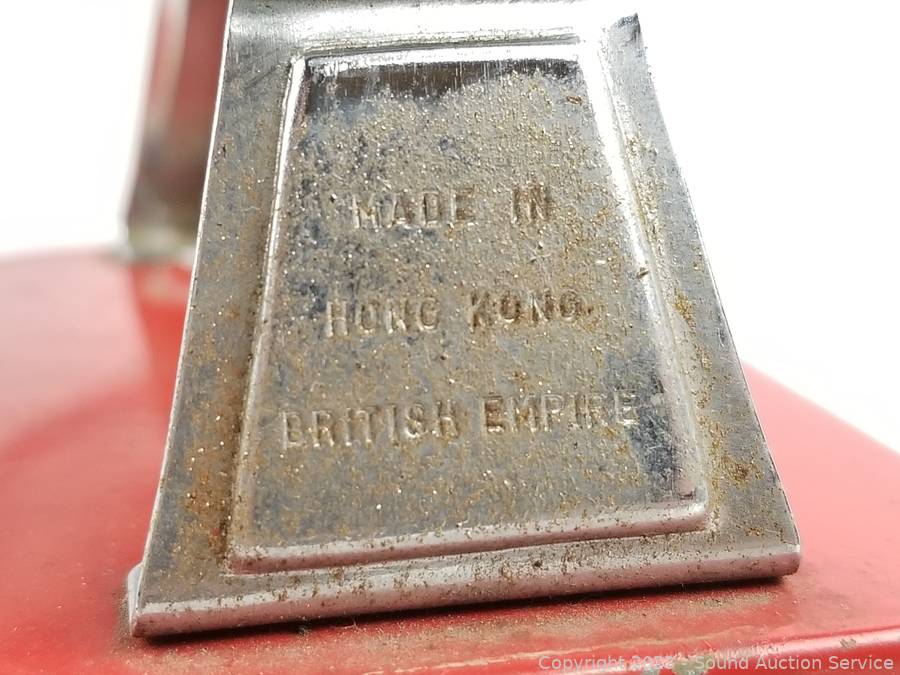 MADE IN
HONG KONG
BRITISH EMPIRE
Sound Auction Service